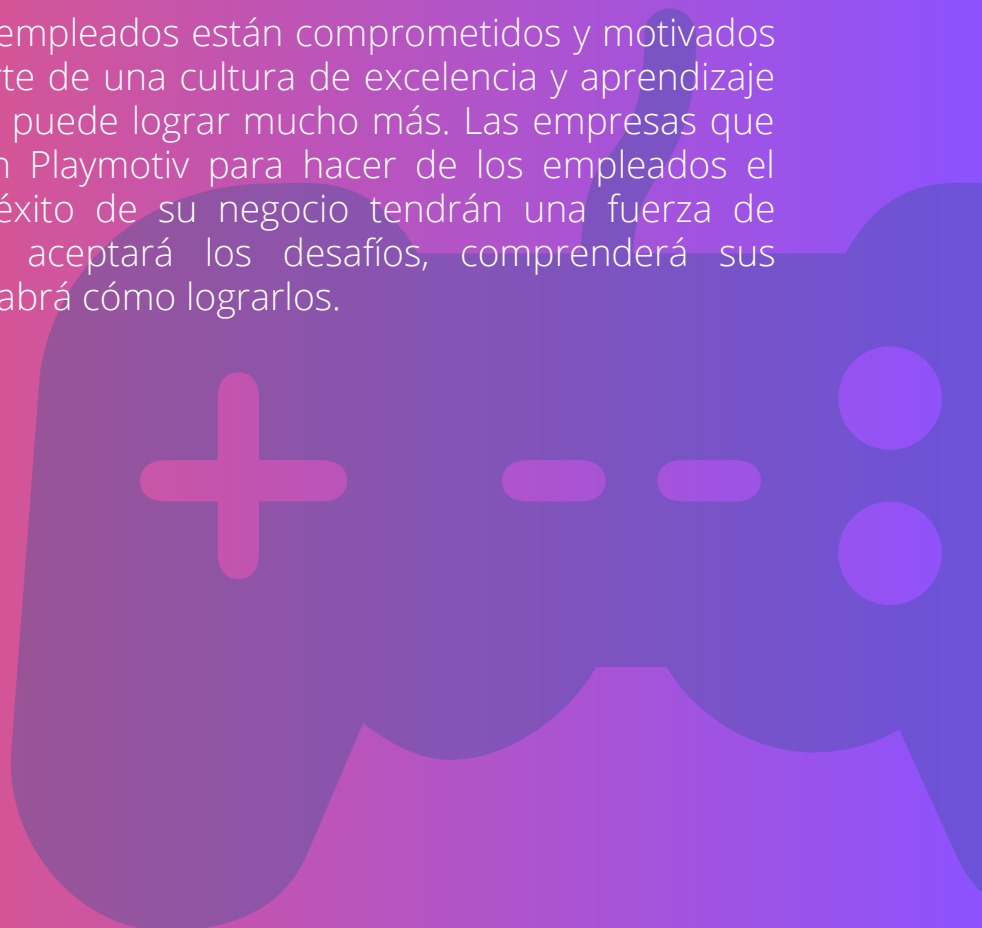 empleados están comprometidos y motivados
rte de una cultura de excelencia y aprendizaje
puede lograr mucho más. Las empresas que
n Playmotiv para hacer de los empleados el
éxito de su negocio tendrán una fuerza de
aceptará los desafíos, comprenderá sus
abrá cómo lograrlos.